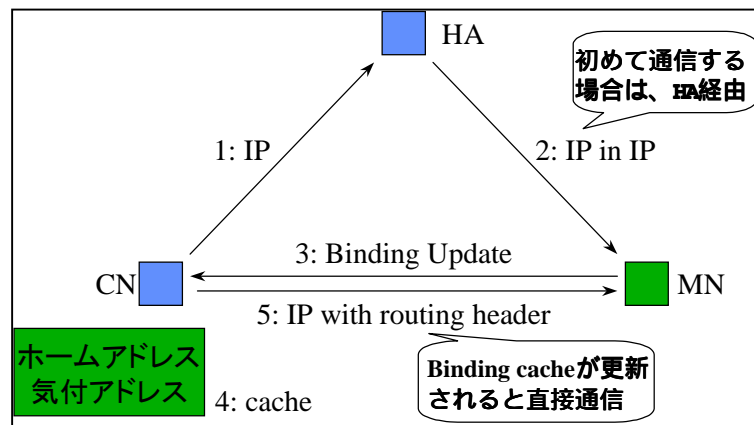 HA
初めて通信する
場合は、HA経由
1: IP
2: IP in IP
3: Binding Update
CN
MN
5: IP with routing header
ホームアドレス
気付アドレス
4: cache
Binding cacheが更新
されると直接通信